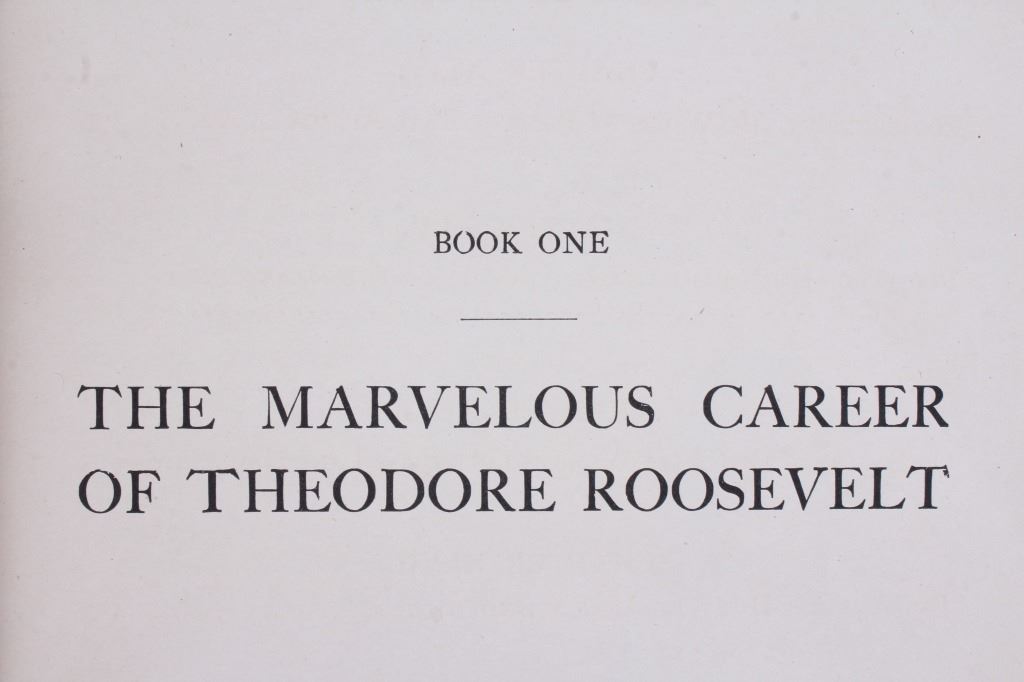 BOOK ONE
THE MARVELOUS CAREER
OF THEODORE ROOSEVELT